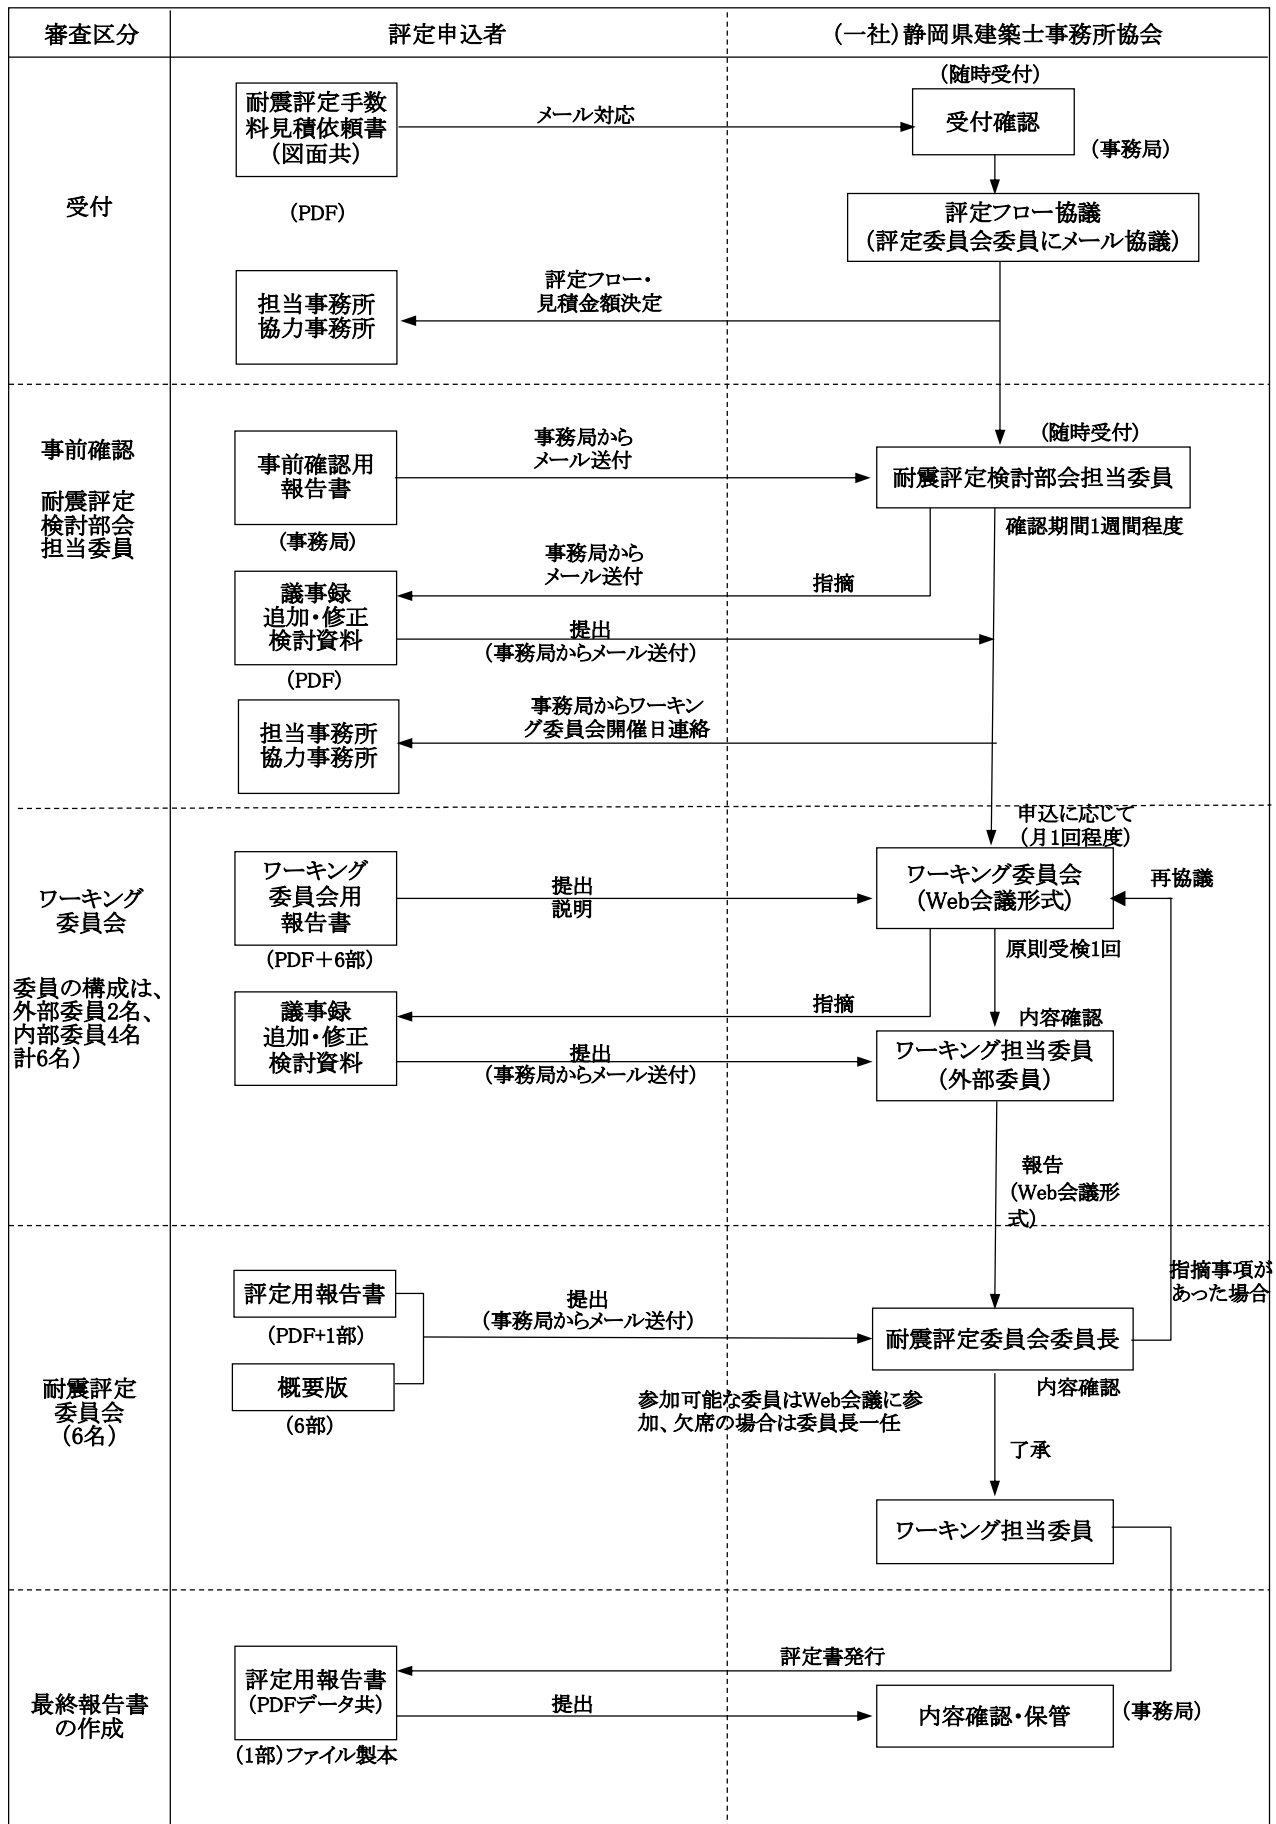 審査区分
評定申込者
(一社)静岡県建築士事務所協会
受付
耐震評定手数
料見積依頼書
(図面共)
(PDF)
メール対応
(随時受付)
受付確認
(事務局)
評定フロー協議
(評定委員会委員にメール協議)
評定フロー・
見積金額決定
担当事務所
協力事務所
事前確認
耐震評定
検討部会
担当委員
事前確認用
報告書
(事務局)
事務局から
メール送付
(随時受付)
耐震評定検討部会担当委員
確認期間1週間程度
事務局から
メール送付
指摘
議事録
追加・修正
検討資料
(PDF)
提出
(事務局からメール送付)
担当事務所
協力事務所
事務局からワーキン
グ委員会開催日連絡
ワーキング
委員会
委員の構成は、
外部委員2名、
内部委員4名
計6名)
申込に応じて
(月1回程度)
ワーキング
委員会用
報告書
(PDF+6部)
提出
説明
ワーキング委員会
(Web会議形式)
再協議
原則受検1回
指摘
議事録
追加・修正
検討資料
提出
(事務局からメール送付)
内容確認
ワーキング担当委員
(外部委員)
報告
(Web会議形
式)
耐震評定
委員会
(6名)
評定用報告書
(PDF+1部)
概要版
(6部)
提出
(事務局からメール送付)
指摘事項が
あった場合
耐震評定委員会委員長
内容確認
参加可能な委員はWeb会議に参
加、欠席の場合は委員長一任
了承
ワーキング担当委員
最終報告書
の作成
評定書発行
評定用報告書
(PDFデータ共)
(1部)ファイル製本
提出
内容確認・保管
(事務局)